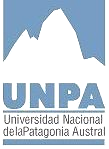 UNPA
Universidad Nacional
delaPatagonia Austral